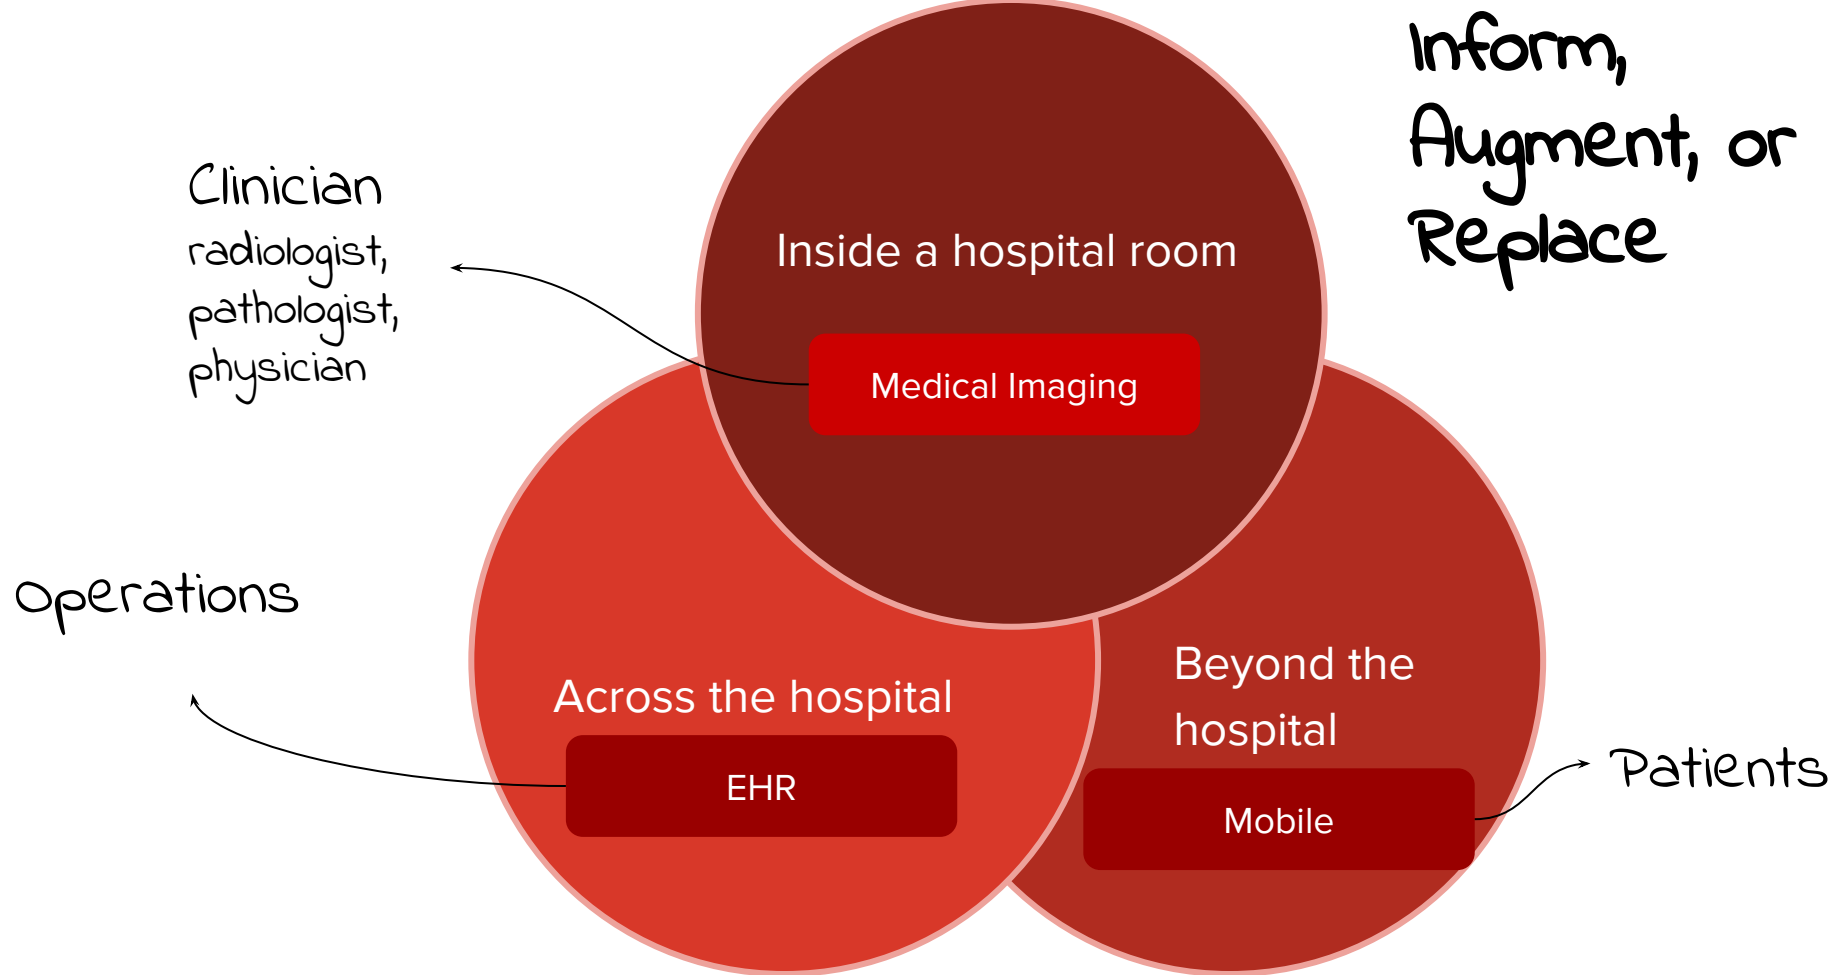 Inform,
Augment, or
Replace
Clinician
radiologist,
pathologist,
physician
Inside a hospital room
Medical Imaging
Operations
Across the hospital
EHR
Beyond the
hospital
Mobile
Patients